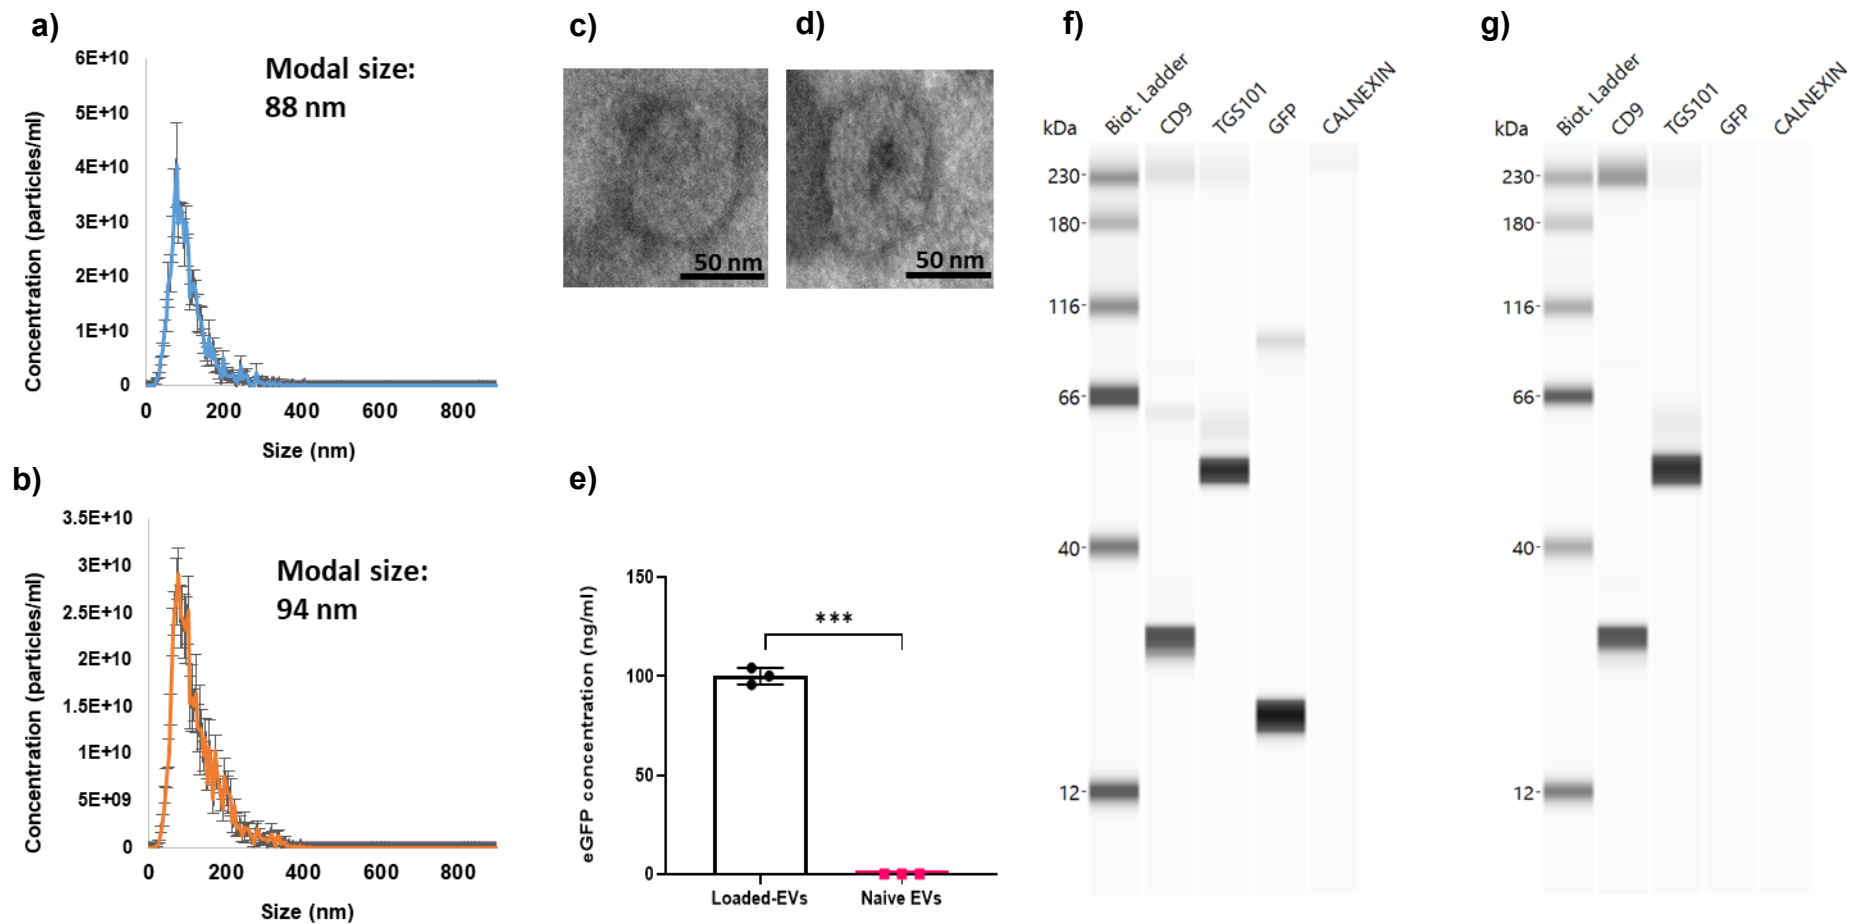 a)
Concentration (particles/ml)
6E+10
5E+10
4E+10
3E+10
2E+10
1E+10
0
0 200 400 600 800
Size (nm)
Modal size:
88 nm
b)
Concentration (particles/ml)
3.5E+10
3E+10
2.5E+10
2E+10
1.5E+10
1E+10
5E+09
0
0 200 400 600 800
Size (nm)
Modal size:
94 nm
c)
50 nm
d)
50 nm
e)
eGFP concentration (ng/ml)
150
100
50
0
***
Loaded-EVs Naive EVs
f)
kDa Biot. Ladder CD9 TGS101 GFP CALNEXIN
230-
180-
116-
66-
40-
12-
g)
kDa Biot. Ladder CD9 TGS101 GFP CALNEXIN
230-
180-
116-
66-
40-
12-